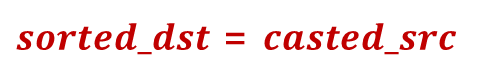 sorted_dst = casted_src